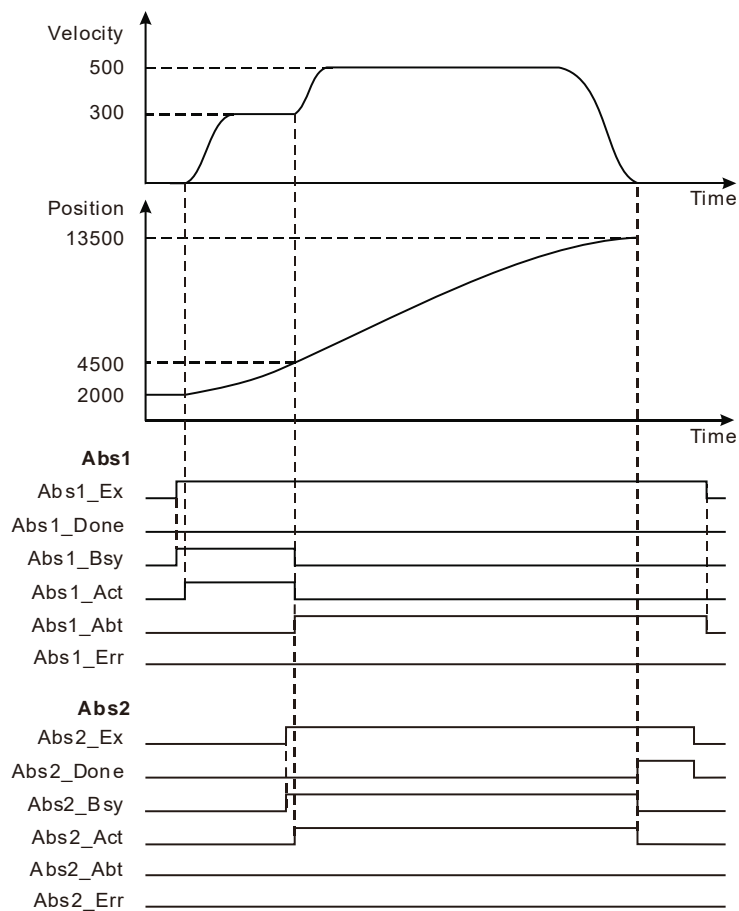 Velocity
500
300
Time
Position
13500
4500
2000
Time
Abs1
Abs1_Ex
Abs1_Done
Abs1_Bsy
Abs1_Act
Abs1_Abt
Abs1_Err
Abs2
Abs2_Ex
Abs2_Done
Abs2_Bsy
Abs2_Act
Abs2_Abt
Abs2_Err